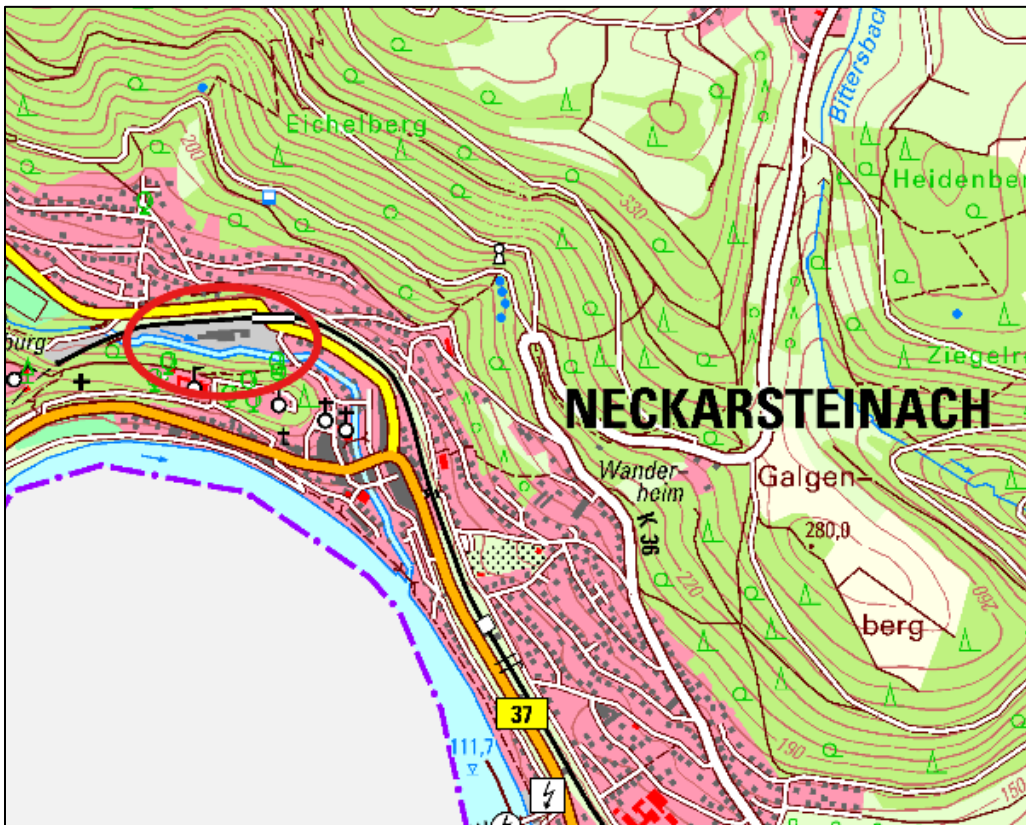 Bittersbach
Eichelberg
200
Heidenber
330
burg
Ziegelr
NECKARSTEINACH
Wander-
heim
Galgen-
K 36
280,0
220
260
berg
37
111,7
190
150